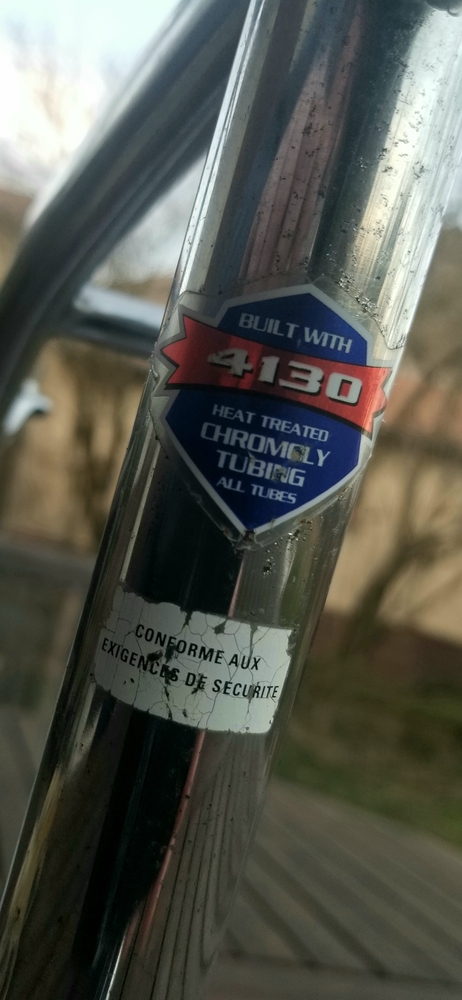 BUILT WITH
4130
HEAT TREATED
CHROMOLY
TUBING
ALL TUBES
CONFORME AUX
EXIGENCES DE SECURITE